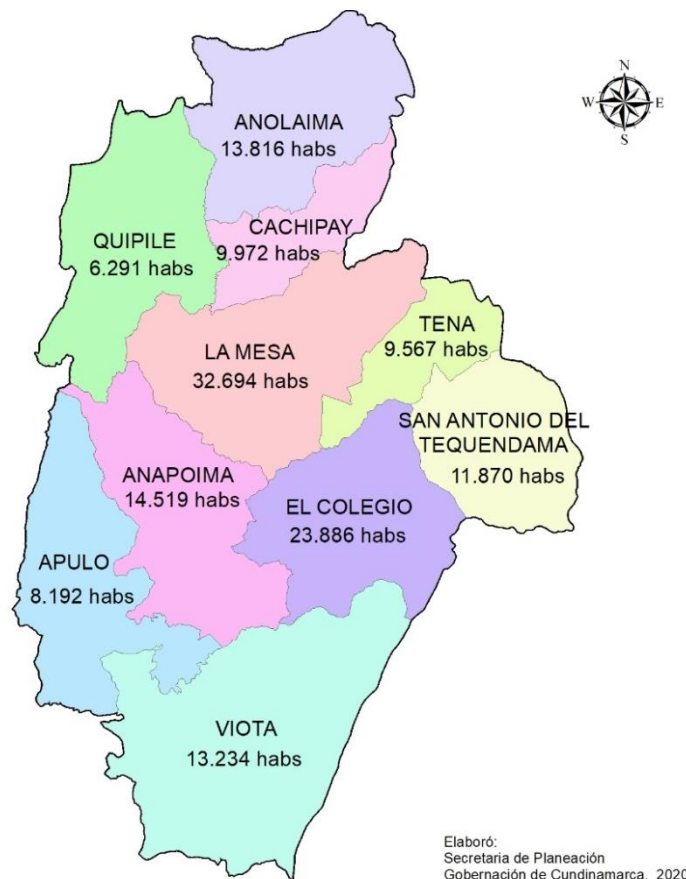 N
W E
S
ANOLAIMA
13.816 habs
CACHIPAY
9.972 habs
QUIPILE
6.291 habs
TENA
9.567 habs
LA MESA
32.694 habs
SAN ANTONIO DEL
TEQUENDAMA
11.870 habs
ANAPOIMA
14.519 habs
EL COLEGIO
23.886 habs
APULO
8.192 habs
VIOTA
13.234 habs
Elaboró:
Secretaria de Planeación
Gobernación de Cundinamarca, 2020